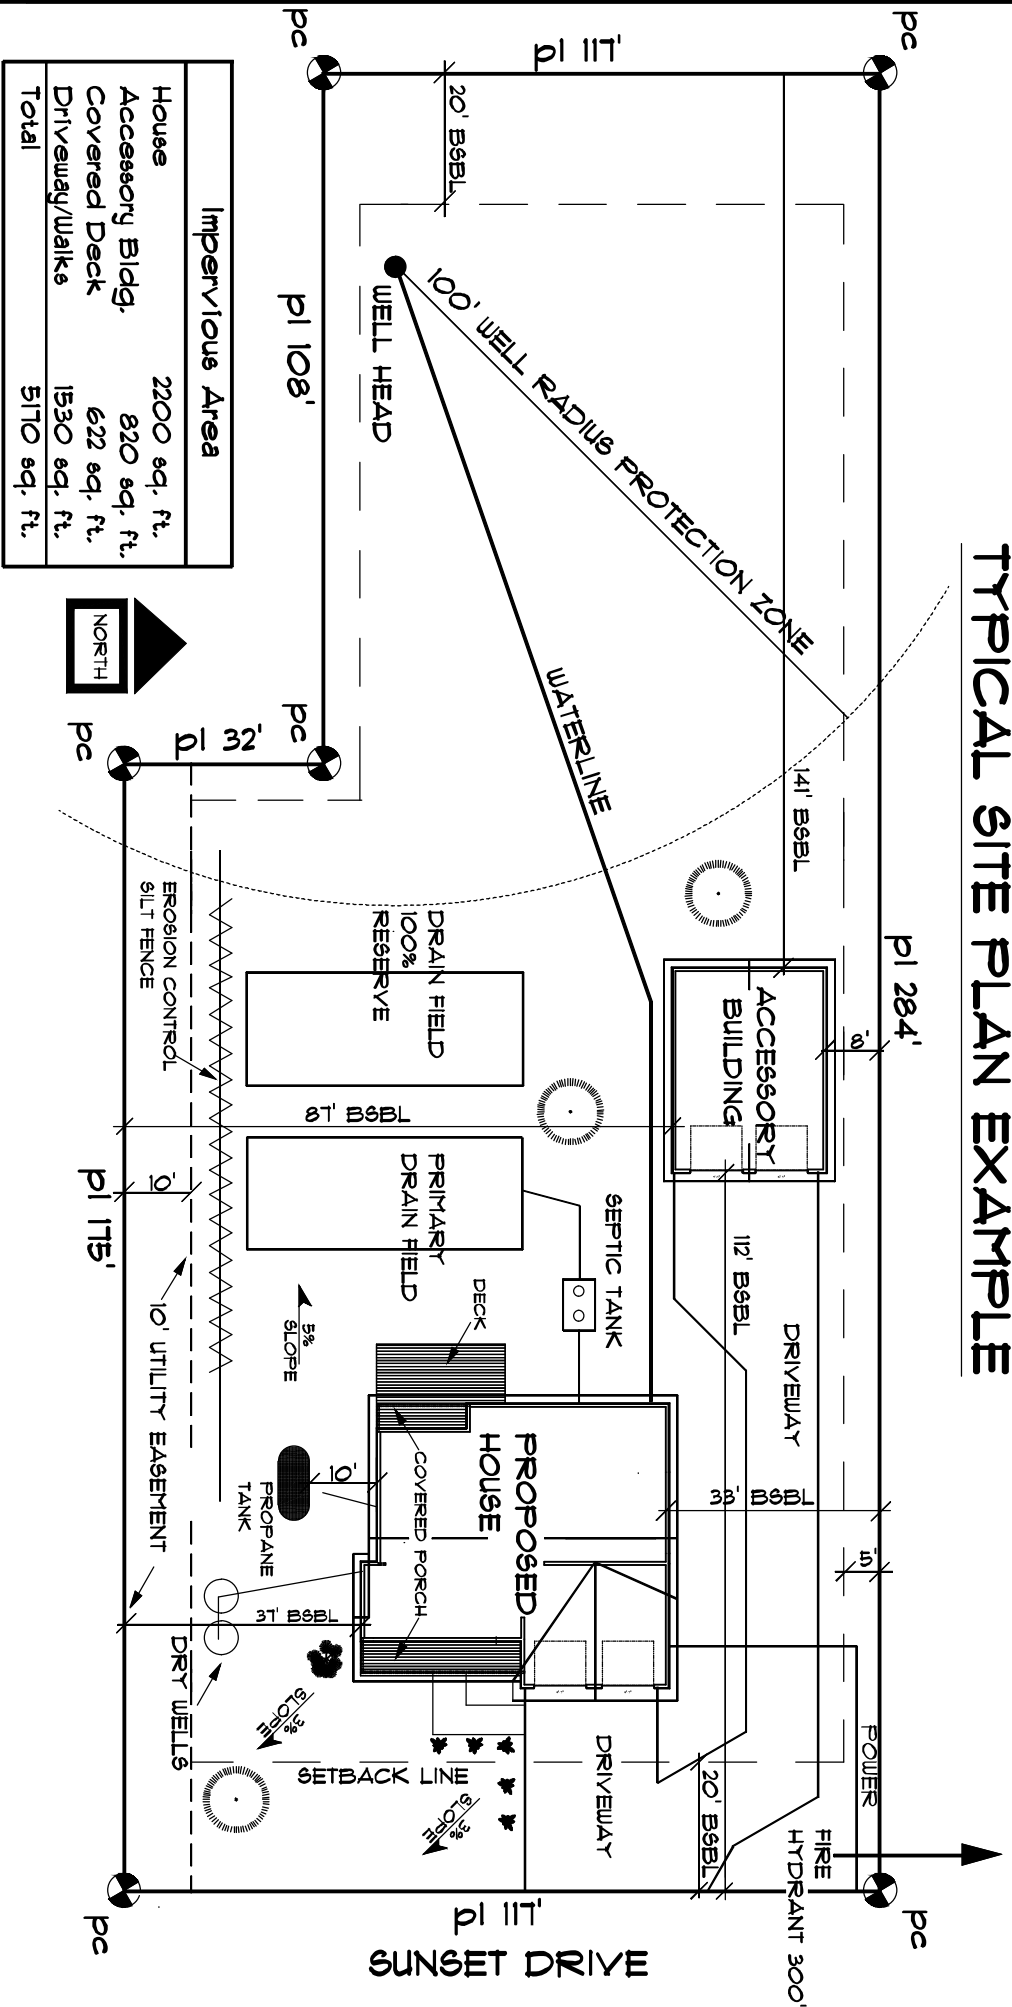 TYPICAL SITE PLAN EXAMPLE
pc
pl 284'
pc
pl 117'
20' BSBL
WELL HEAD
100' WELL RADIUS PROTECTION ZONE
WATERLINE
141' BSBL
ACCESSORY
BUILDING
8'
112' BSBL
DRIVEWAY
33' BSBL
5'
POWER
FIRE
HYDRANT 300'
20' BSBL
DRIVEWAY
pc
pl 108'
pc
pl 32'
pc
DRAIN FIELD
100%
RESERVE
87' BSBL
PRIMARY
DRAIN FIELD
SEPTIC TANK
DECK
5%
SLOPE
PROPOSED
HOUSE
COVERED PORCH
10'
PROPANE
TANK
37' BSBL
DRY WELLS
3%
SLOPE
3%
SLOPE
SETBACK LINE
EROSION CONTROL
SILT FENCE
10'
10' UTILITY EASEMENT
pl 175'
pc
pl 117'
SUNSET DRIVE
Impervious Area
House 2200 sq. ft.
Accessory Bldg. 820 sq. ft.
Covered Deck 622 sq. ft.
Driveway/Walks 1530 sq. ft.
Total 5170 sq. ft.
NORTH